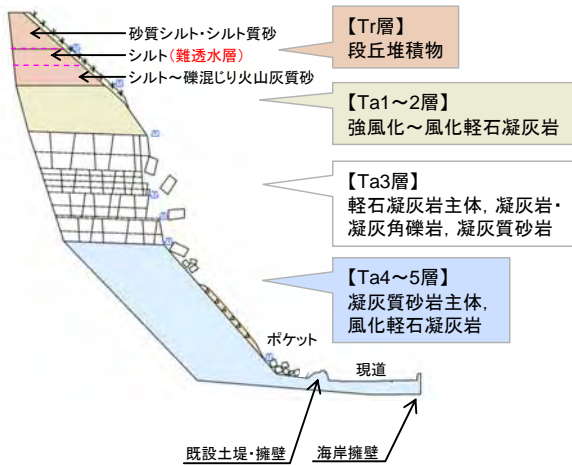 砂質シルト・シルト質砂
シルト(難透水層)
シルト～礫混じり火山灰質砂
【Tr層】
段丘堆積物
【Ta1～2層】
強風化～風化軽石凝灰岩
【Ta3層】
軽石凝灰岩主体，凝灰岩・
凝灰角礫岩，凝灰質砂岩
【Ta4～5層】
凝灰質砂岩主体，
風化軽石凝灰岩
ポケット
現道
既設土堤・擁壁
海岸擁壁